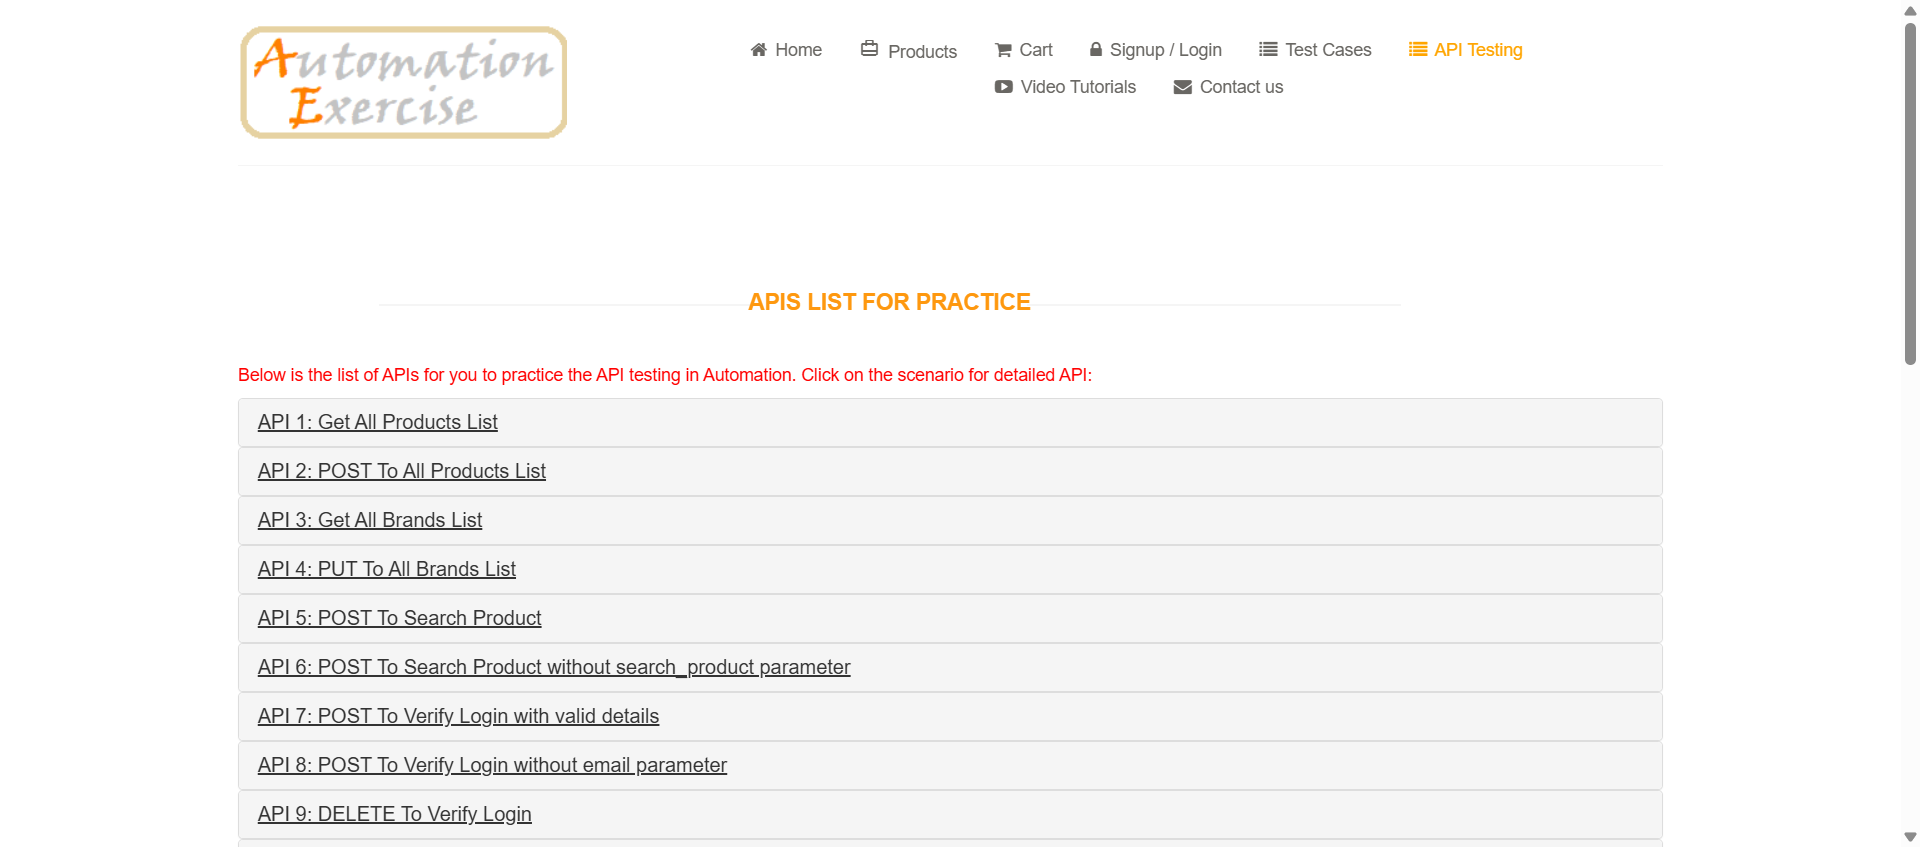 Automation
Exercise
Home Products Cart Signup / Login Test Cases API Testing
Video Tutorials Contact us
APIS LIST FOR PRACTICE
Below is the list of APIs for you to practice the API testing in Automation. Click on the scenario for detailed API:
API 1: Get All Products List
API 2: POST To All Products List
API 3: Get All Brands List
API 4: PUT To All Brands List
API 5: POST To Search Product
API 6: POST To Search Product without search_product parameter
API 7: POST To Verify Login with valid details
API 8: POST To Verify Login without email parameter
API 9: DELETE To Verify Login